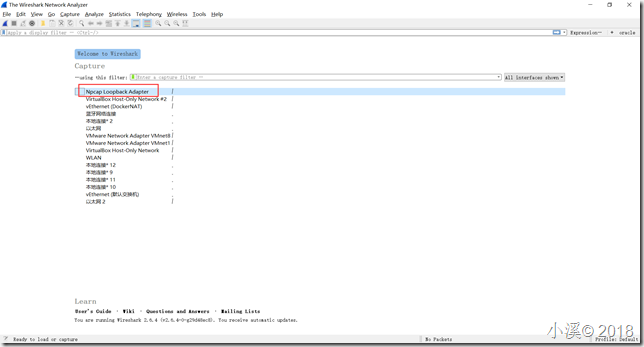 The Wireshark Network Analyzer
File Edit View Go Capture Analyze Statistics Telephony Wireless Tools Help
Apply a display filter … <Ctrl-/> Expression… + oracle
Welcome to Wireshark
Capture
…using this filter: Enter a capture filter … All interfaces shown
Npcap Loopback Adapter
VirtualBox Host-Only Network #2
vEthernet (DockerNAT)
蓝牙网络连接
本地连接* 2
以太网
VMware Network Adapter VMnet8
VMware Network Adapter VMnet1
VirtualBox Host-Only Network
WLAN
本地连接* 12
本地连接* 9
本地连接* 11
本地连接* 10
vEthernet (默认交换机)
以太网 2
Learn
User's Guide · Wiki · Questions and Answers · Mailing Lists
You are running Wireshark 2.6.4 (v2.6.4-0-g29d48ec8). You receive automatic updates.
小溪© 2018
Ready to load or capture No Packets Profile: Default